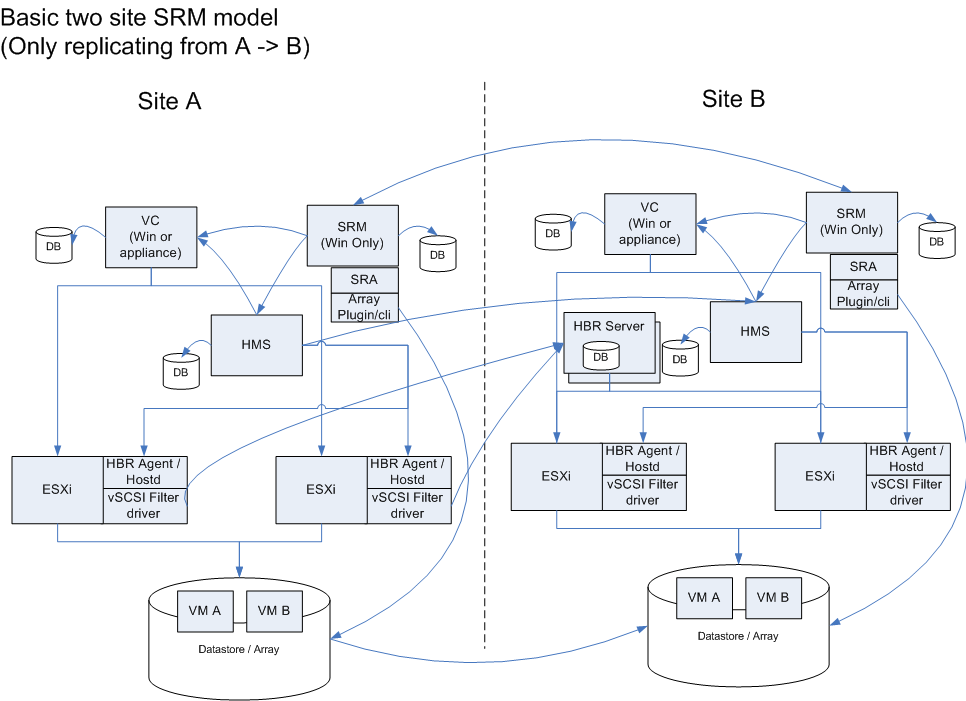 Basic two site SRM model
(Only replicating from A -> B)
Site A
Site B
VC
(Win or
appliance)
DB
SRM
(Win Only)
DB
SRA
Array
Plugin/cli
HMS
DB
ESXi
HBR Agent /
Hostd
vSCSI Filter
driver
ESXi
HBR Agent /
Hostd
vSCSI Filter
driver
VM A
VM B
Datastore / Array
VC
(Win or
appliance)
DB
SRM
(Win Only)
DB
SRA
Array
Plugin/cli
HBR Server
DB
HMS
DB
ESXi
HBR Agent /
Hostd
vSCSI Filter
driver
ESXi
HBR Agent /
Hostd
vSCSI Filter
driver
VM A
VM B
Datastore / Array